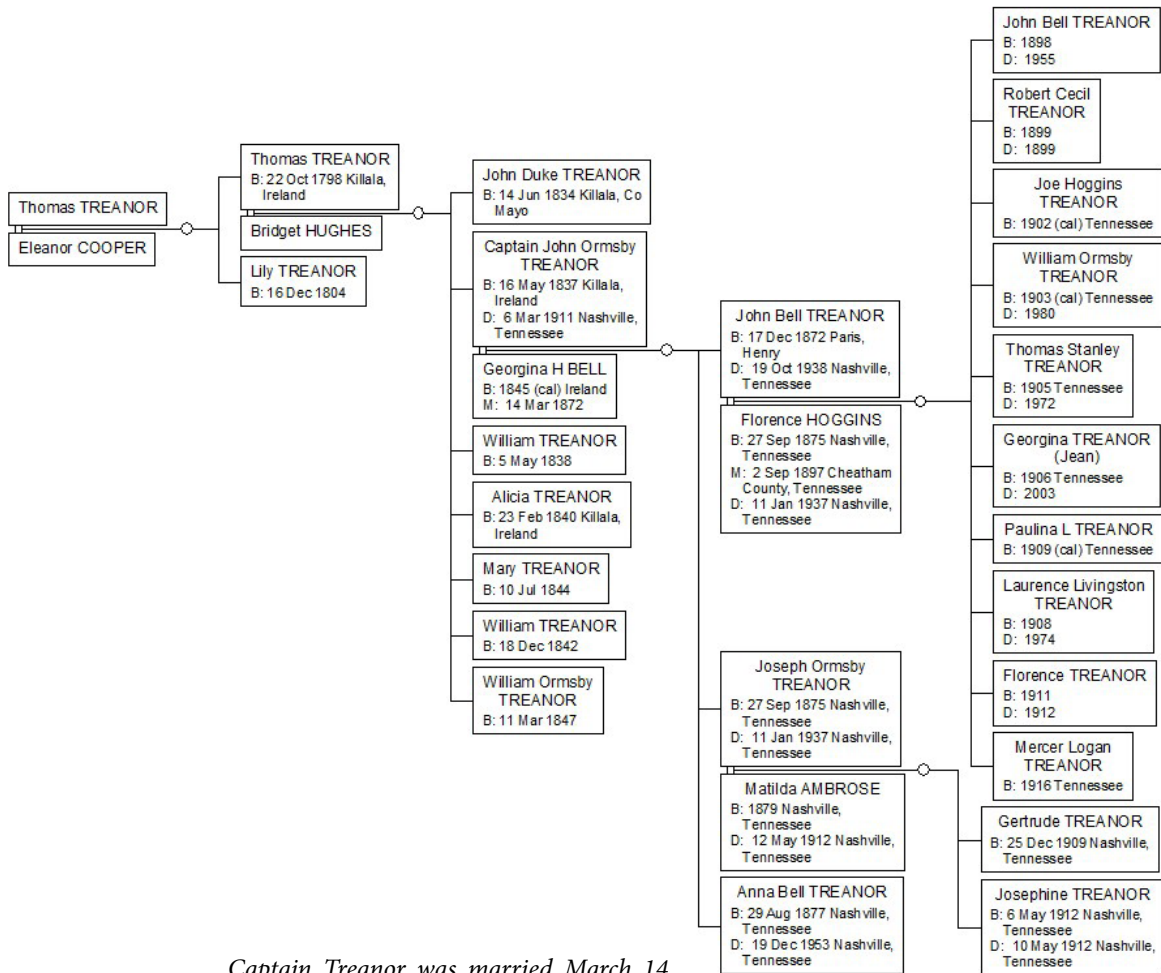 Thomas TREANOR
Eleanor COOPER
Thomas TREANOR
B: 22 Oct 1798 Killala,
Ireland
Bridget HUGHES
Lily TREANOR
B: 16 Dec 1804
John Duke TREANOR
B: 14 Jun 1834 Killala, Co
Mayo
Captain John Ormsby
TREANOR
B: 16 May 1837 Killala,
Ireland
D: 6 Mar 1911 Nashville,
Tennessee
Georgina H BELL
B: 1845 (cal) Ireland
M: 14 Mar 1872
William TREANOR
B: 5 May 1838
Alicia TREANOR
B: 23 Feb 1840 Killala,
Ireland
Mary TREANOR
B: 10 Jul 1844
William TREANOR
B: 18 Dec 1842
William Ormsby
TREANOR
B: 11 Mar 1847
John Bell TREANOR
B: 17 Dec 1872 Paris,
Henry
D: 19 Oct 1938 Nashville,
Tennessee
Florence HOGGINS
B: 27 Sep 1875 Nashville,
Tennessee
M: 2 Sep 1897 Cheatham
County, Tennessee
D: 11 Jan 1937 Nashville,
Tennessee
Joseph Ormsby
TREANOR
B: 27 Sep 1875 Nashville,
Tennessee
D: 11 Jan 1937 Nashville,
Tennessee
Matilda AMBROSE
B: 1879 Nashville,
Tennessee
D: 12 May 1912 Nashville,
Tennessee
Anna Bell TREANOR
B: 29 Aug 1877 Nashville,
Tennessee
D: 19 Dec 1953 Nashville,
Tennessee
John Bell TREANOR
B: 1898
D: 1955
Robert Cecil
TREANOR
B: 1899
D: 1899
Joe Hoggins
TREANOR
B: 1902 (cal) Tennessee
William Ormsby
TREANOR
B: 1903 (cal) Tennessee
D: 1980
Thomas Stanley
TREANOR
B: 1905 Tennessee
D: 1972
Georgina TREANOR
(Jean)
B: 1906 Tennessee
D: 2003
Paulina L TREANOR
B: 1909 (cal) Tennessee
Laurence Livingston
TREANOR
B: 1908
D: 1974
Florence TREANOR
B: 1911
D: 1912
Mercer Logan
TREANOR
B: 1916 Tennessee
Gertrude TREANOR
B: 25 Dec 1909 Nashville,
Tennessee
Josephine TREANOR
B: 6 May 1912 Nashville,
Tennessee
D: 10 May 1912 Nashville,
Tennessee
Captain Treanor was married March 14